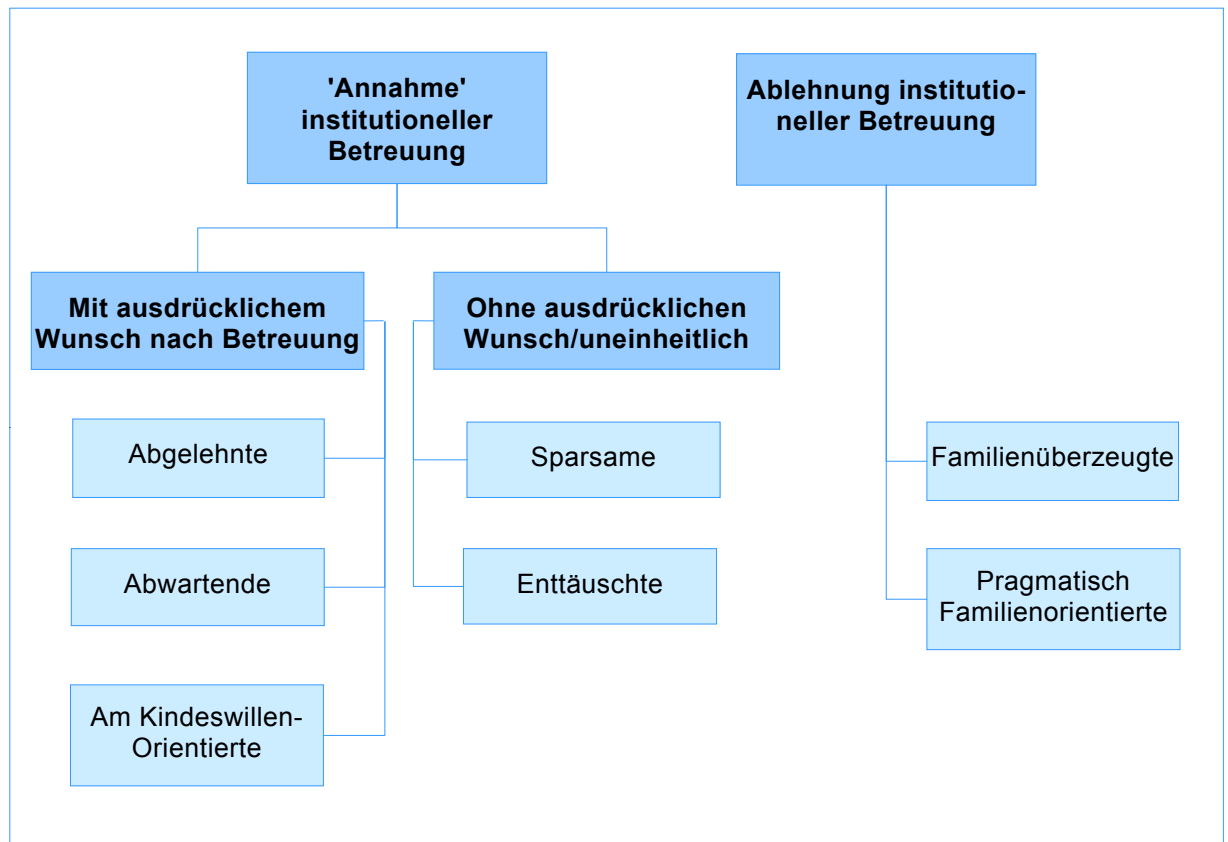 'Annahme'
institutioneller
Betreuung
Ablehnung institutio-
neller Betreuung
Mit ausdrücklichem
Wunsch nach Betreuung
Ohne ausdrücklichen
Wunsch/uneinheitlich
Abgelehnte
Sparsame
Familienüberzeugte
Abwartende
Enttäuschte
Pragmatisch
Familienorientierte
Am Kindeswillen-
Orientierte